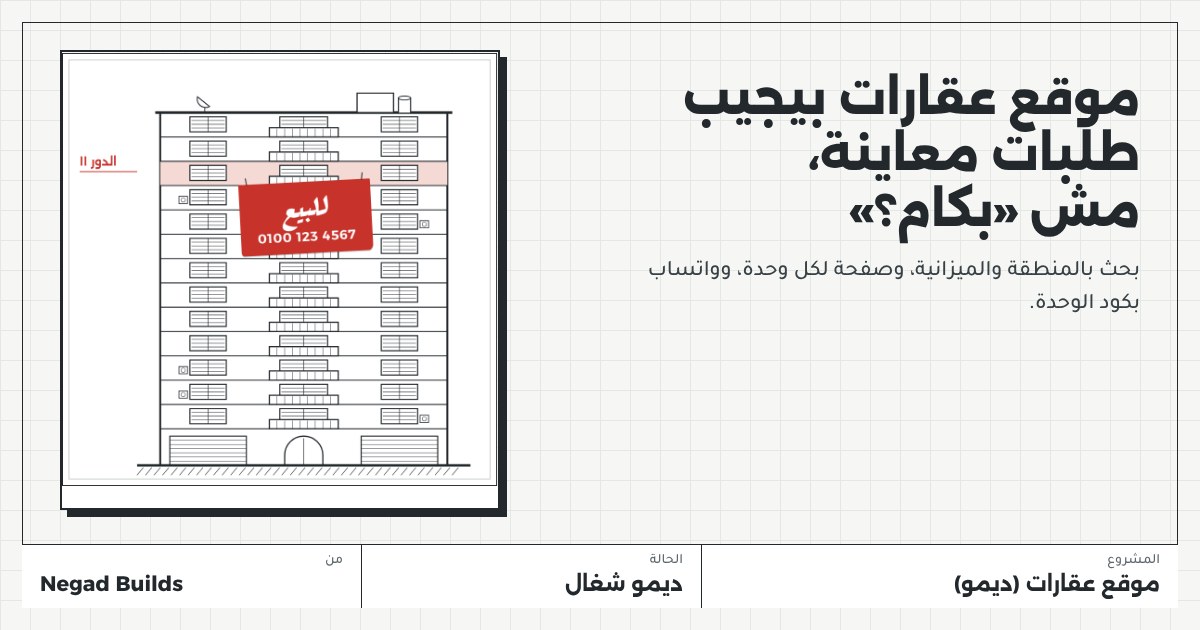 موقع عقارات بيجيب
طلبات معاينة،
مش «بكام؟»
بحث بالمنطقة والميزانية، وصفحة لكل وحدة، وواتساب
بكود الوحدة.
الدور 11
للبيع
0100 123 4567
المشروع
موقع عقارات (ديمو)
الحالة
ديمو شغال
من
Negad Builds